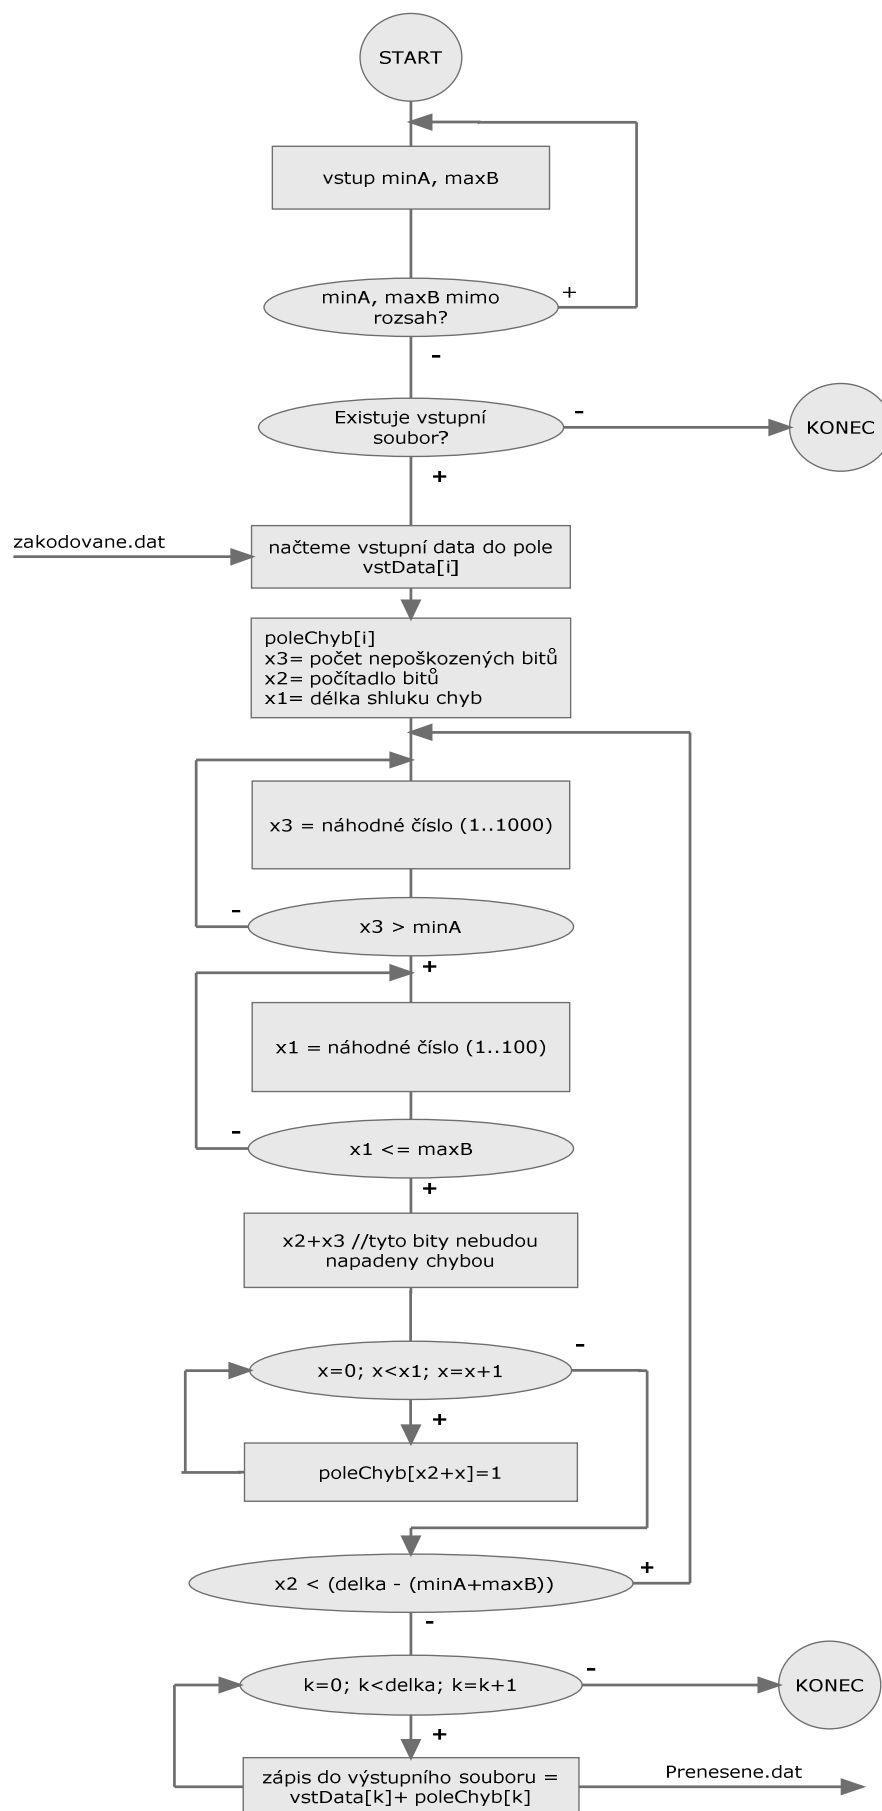 START
vstup minA, maxB
minA, maxB mimo
rozsah?
+
-
Existuje vstupní
soubor?
-
KONEC
+
zakodovane.dat
načteme vstupní data do pole
vstData[i]
poleChyb[i]
x3= počet nepoškozených bitů
x2= počítadlo bitů
x1= délka shluku chyb
x3 = náhodné číslo (1..1000)
-
x3 > minA
+
x1 = náhodné číslo (1..100)
-
x1 <= maxB
+
x2+x3 //tyto bity nebudou
napadeny chybou
-
x=0; x<x1; x=x+1
+
poleChyb[x2+x]=1
x2 < (delka - (minA+maxB))
+
-
k=0; k<delka; k=k+1
-
KONEC
+
zápis do výstupního souboru =
vstData[k]+ poleChyb[k]
Prenesene.dat